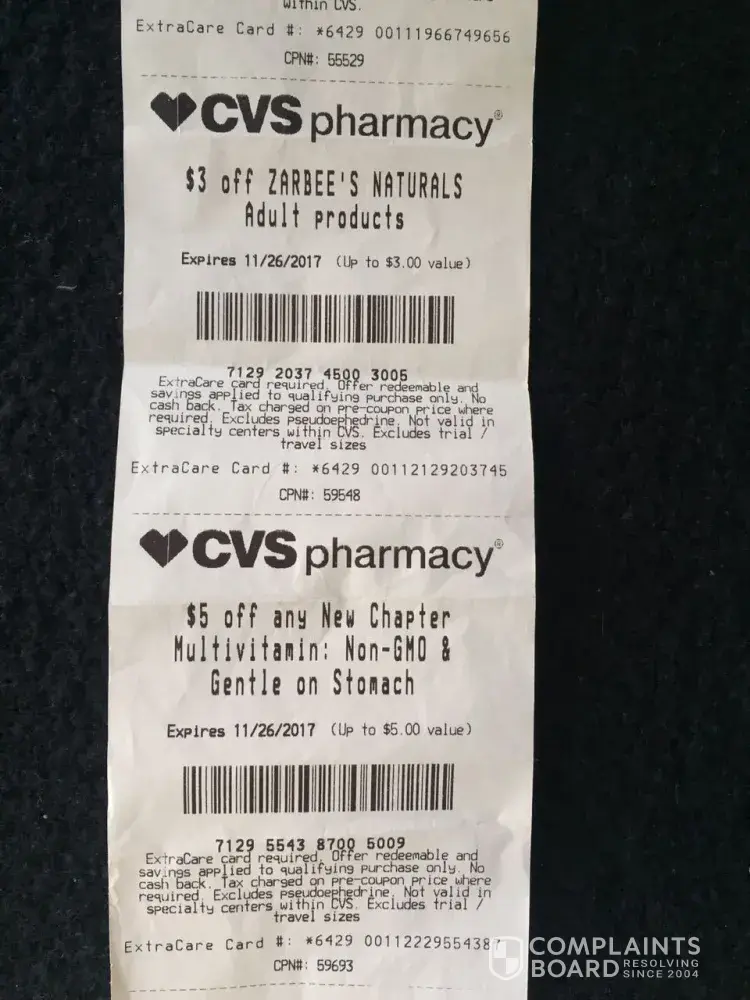 within CVS.
ExtraCare Card #: *6429 00111966749656
CPN#: 55529
CVS pharmacy®
$3 off ZARBEE'S NATURALS
Adult products
Expires 11/26/2017 (Up to $3.00 value)
7129 2037 4500 3005
ExtraCare card required. Offer redeemable and
savings applied to qualifying purchase only. No
cash back. Tax charged on pre-coupon price where
required. Excludes pseudoephedrine. Not valid in
specialty centers within CVS. Excludes trial /
travel sizes
ExtraCare Card #: *6429 00112129203745
CPN#: 59548
CVS pharmacy®
$5 off any New Chapter
Multivitamin: Non-GMO &
Gentle on Stomach
Expires 11/26/2017 (Up to $5.00 value)
7129 5543 8700 5009
ExtraCare card required. Offer redeemable and
savings applied to qualifying purchase only. No
cash back. Tax charged on pre-coupon price where
required. Excludes pseudoephedrine. Not valid in
specialty centers within CVS. Excludes trial /
travel sizes
ExtraCare Card #: *6429
CPN#: 59693
COMPLAINTS
BOARD RESOLVING
SINCE 2004